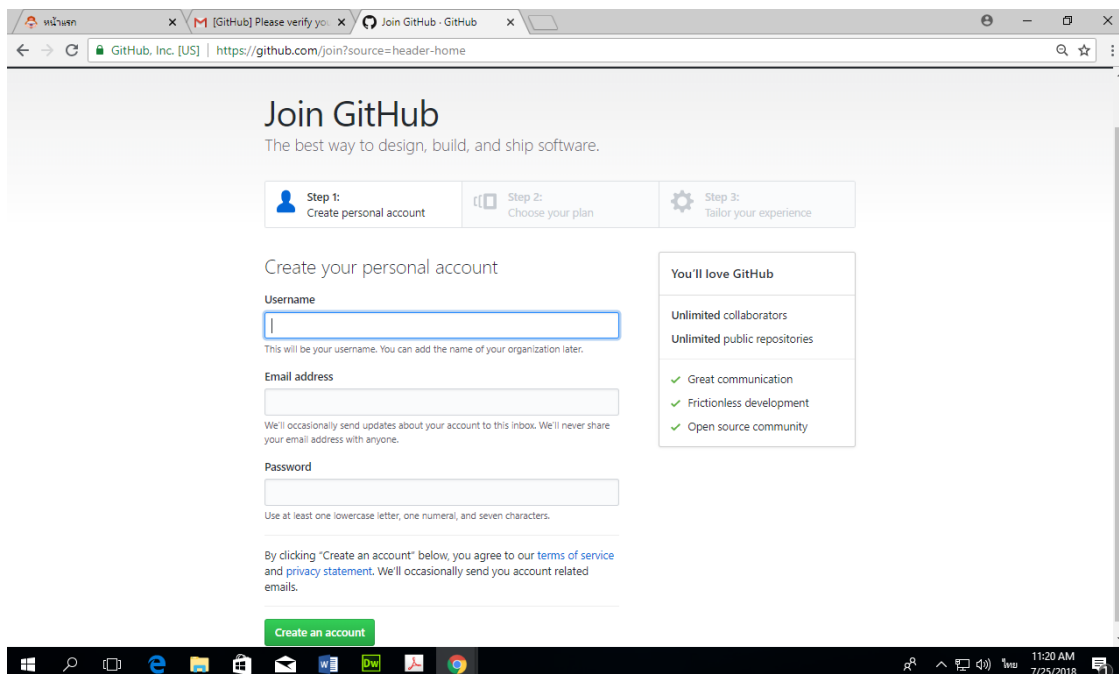 หน้าแรก
[GitHub] Please verify you
Join GitHub · GitHub
GitHub, Inc. [US] | https://github.com/join?source=header-home
Join GitHub
The best way to design, build, and ship software.
Step 1:
Create personal account
Step 2:
Choose your plan
Step 3:
Tailor your experience
Create your personal account
Username
This will be your username. You can add the name of your organization later.
Email address
We'll occasionally send updates about your account to this inbox. We'll never share
your email address with anyone.
Password
Use at least one lowercase letter, one numeral, and seven characters.
By clicking "Create an account" below, you agree to our terms of service
and privacy statement. We'll occasionally send you account related
emails.
Create an account
You'll love GitHub
Unlimited collaborators
Unlimited public repositories
Great communication
Frictionless development
Open source community
Dw
ไทย
11:20 AM
7/25/2018
1